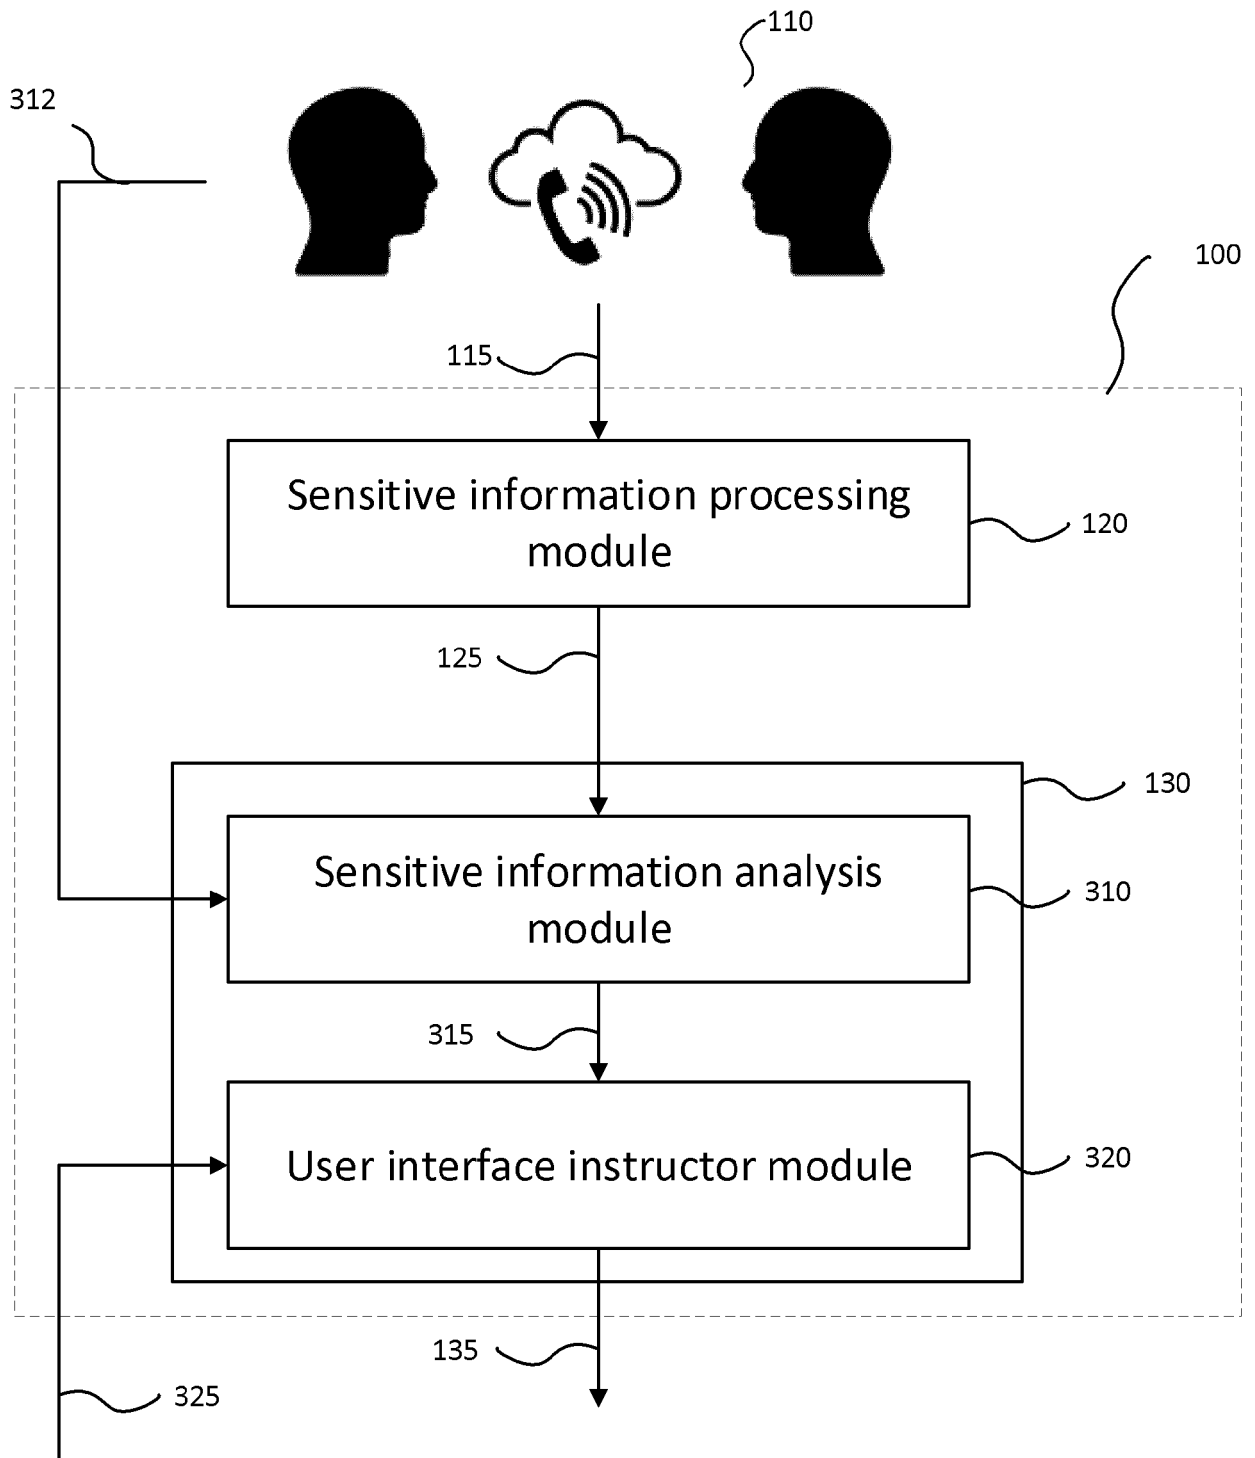 110
312
100
115
Sensitive information processing
module
120
125
130
Sensitive information analysis
module
310
315
User interface instructor module
320
135
325